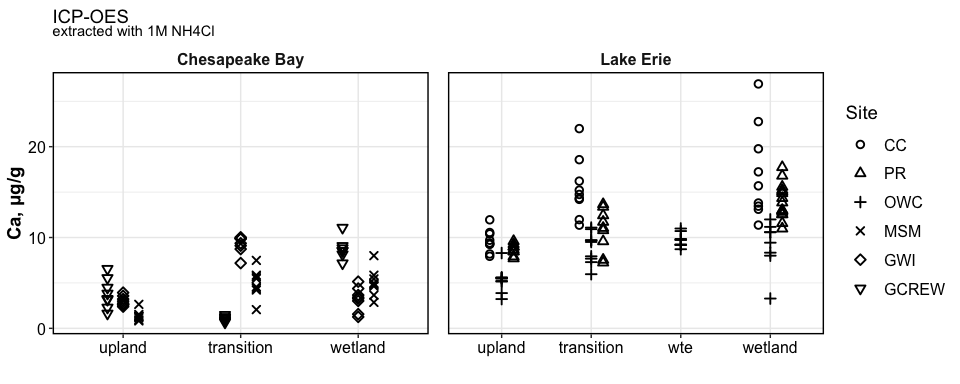 ICP-OES
extracted with 1M NH4Cl
Chesapeake Bay
Lake Erie
Ca, μg/g
20
10
0
upland
transition
wetland
upland
transition
wte
wetland
Site
CC
PR
OWC
MSM
GWI
GCREW